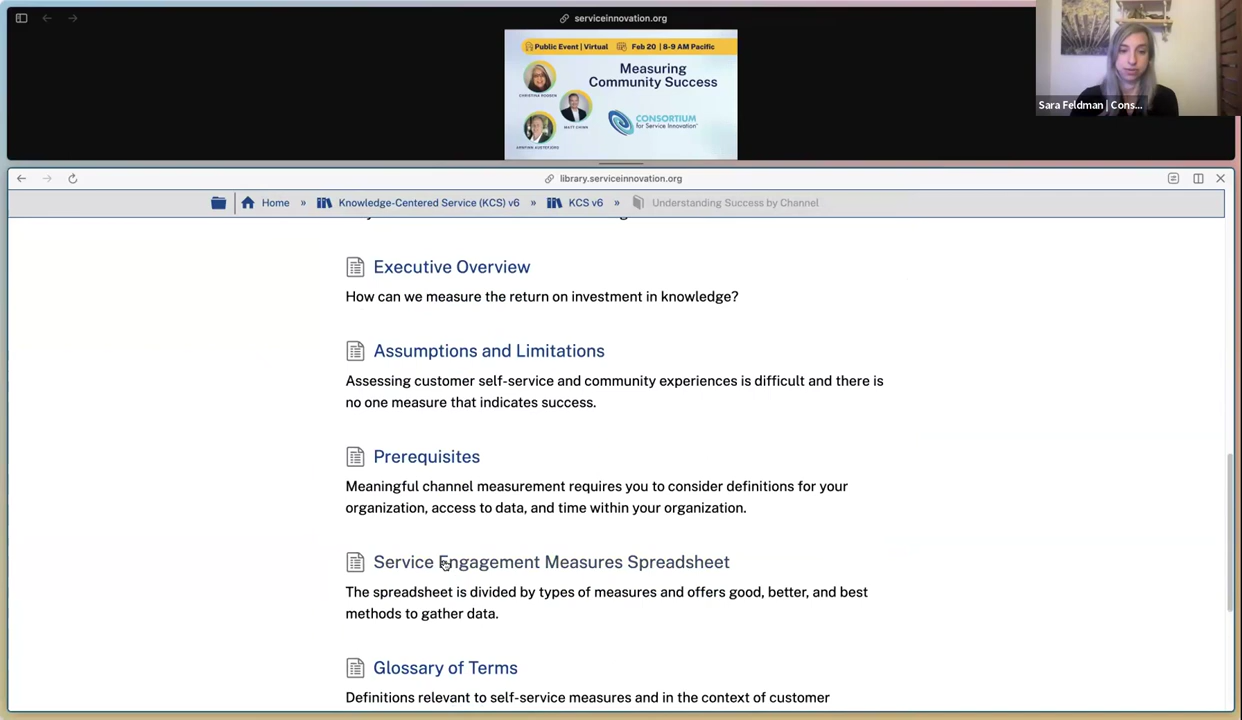 serviceinnovation.org
Public Event | Virtual Feb 20 | 8-9 AM Pacific
Measuring
Community Success
MATT
CONSORTIUM
for Service Innovation
Sara Feldman | Cons...
library.serviceinnovation.org
Home » Knowledge-Centered Service (KCS) v6 » KCS v6 » Understanding Success by Channel
Executive Overview
How can we measure the return on investment in knowledge?
Assumptions and Limitations
Assessing customer self-service and community experiences is difficult and there is
no one measure that indicates success.
Prerequisites
Meaningful channel measurement requires you to consider definitions for your
organization, access to data, and time within your organization.
Service Engagement Measures Spreadsheet
The spreadsheet is divided by types of measures and offers good, better, and best
methods to gather data.
Glossary of Terms
Definitions relevant to self-service measures and in the context of customer